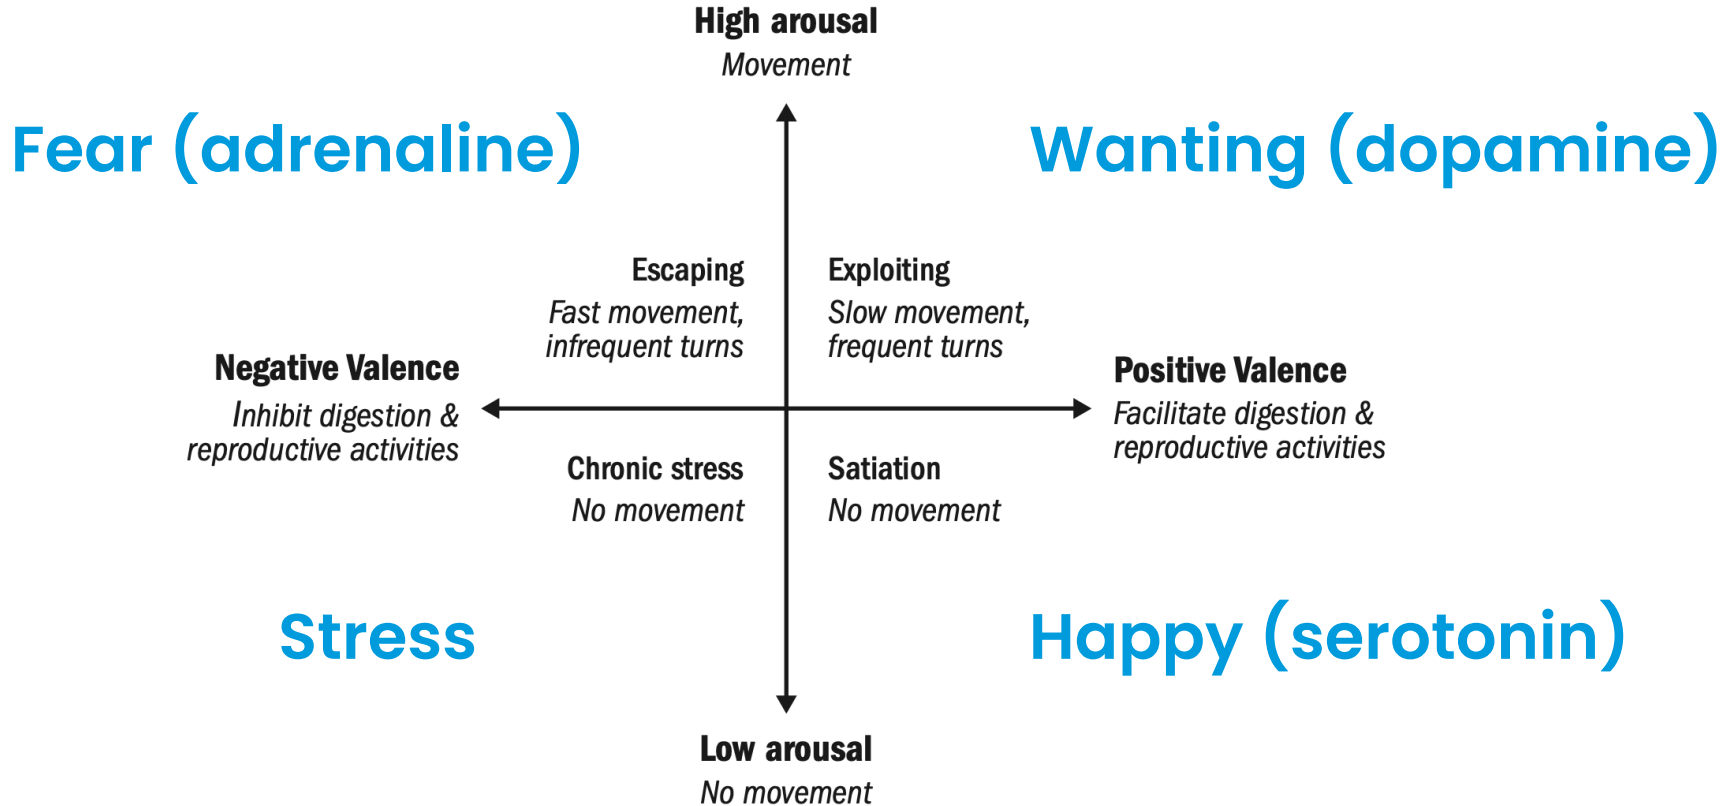 High arousal
Movement
Fear (adrenaline)
Wanting (dopamine)
Escaping
Fast movement,
infrequent turns
Exploiting
Slow movement,
frequent turns
Negative Valence
Inhibit digestion &
reproductive activities
Positive Valence
Facilitate digestion &
reproductive activities
Chronic stress
No movement
Satiation
No movement
Stress
Happy (serotonin)
Low arousal
No movement